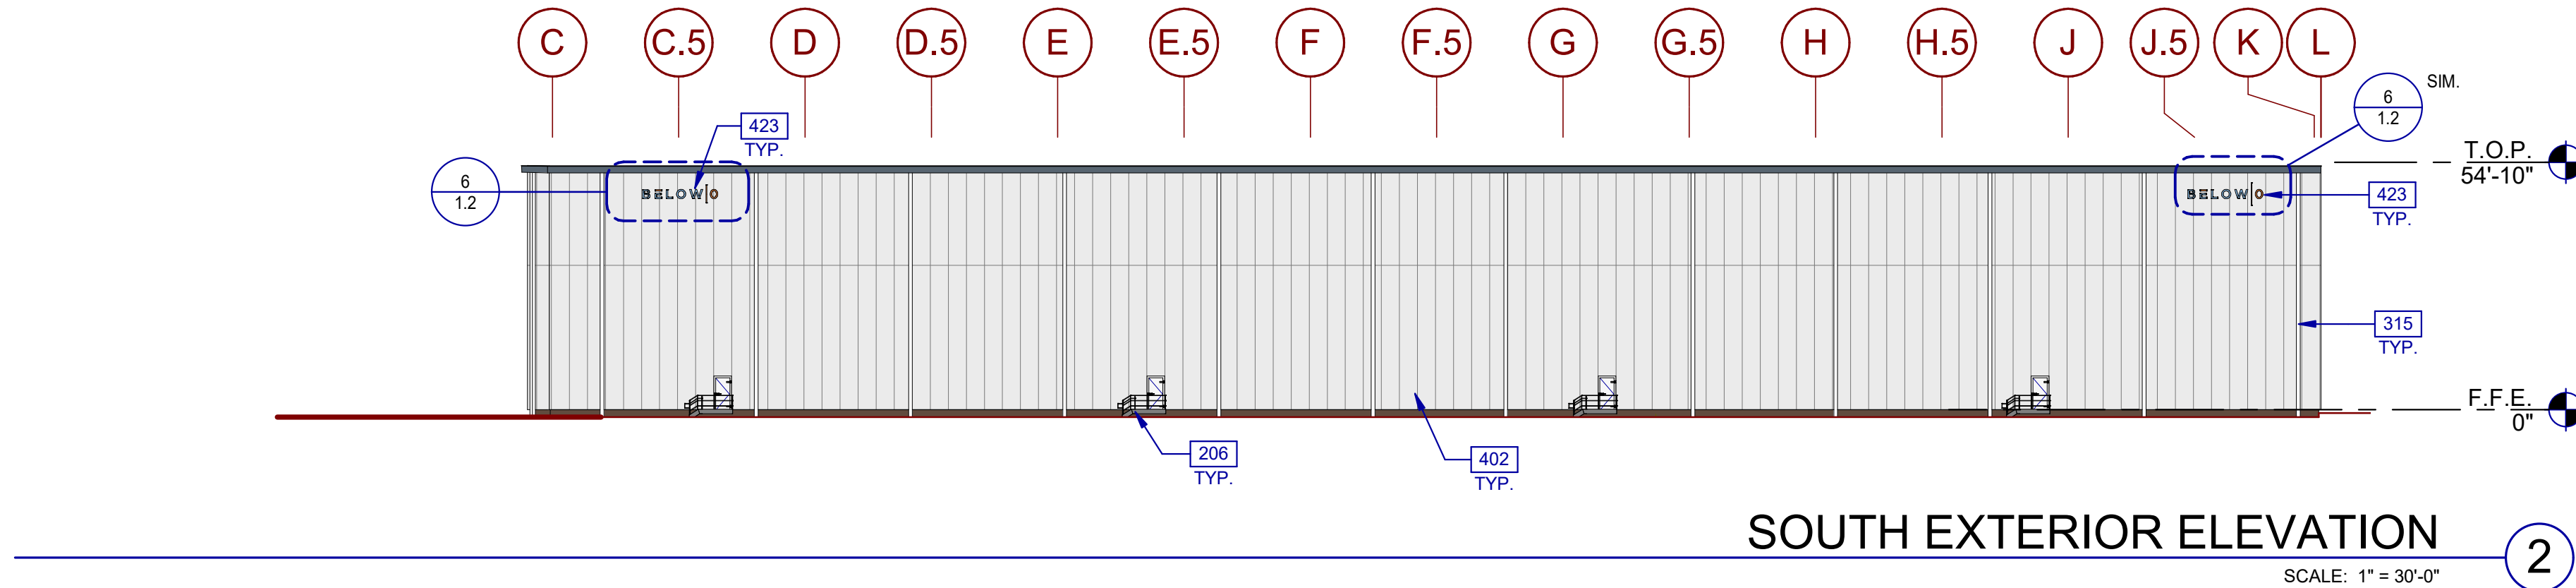 C C.5 D D.5 E E.5 F F.5 G G.5 H H.5 J J.5 K L
6
1.2
SIM.
423
TYP.
6
1.2
BELOW[0
BELOW[0
T.O.P.
54'-10"
423
TYP.
315
TYP.
F.F.E.
0"
206
TYP.
402
TYP.
SOUTH EXTERIOR ELEVATION
2
SCALE: 1" = 30'-0"